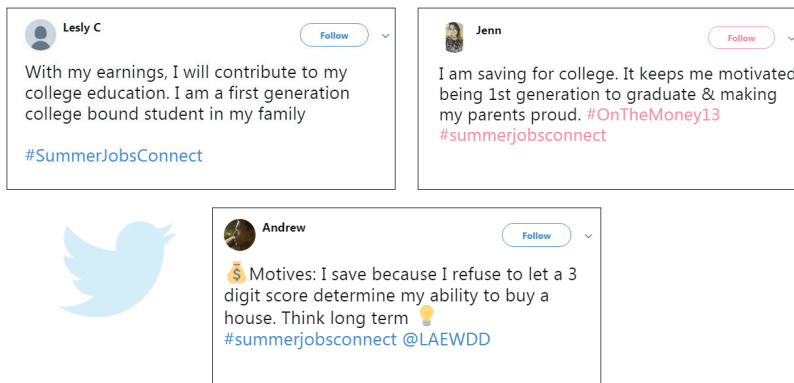 Lesly C
Follow
With my earnings, I will contribute to my
college education. I am a first generation
college bound student in my family
#SummerJobsConnect
Jenn
Follow
I am saving for college. It keeps me motivated
being 1st generation to graduate & making
my parents proud. #OnTheMoney13
#summerjobsconnect
Andrew
Follow
💰Motives: I save because I refuse to let a 3
digit score determine my ability to buy a
house. Think long term 💡
#summerjobsconnect @LAEWDD